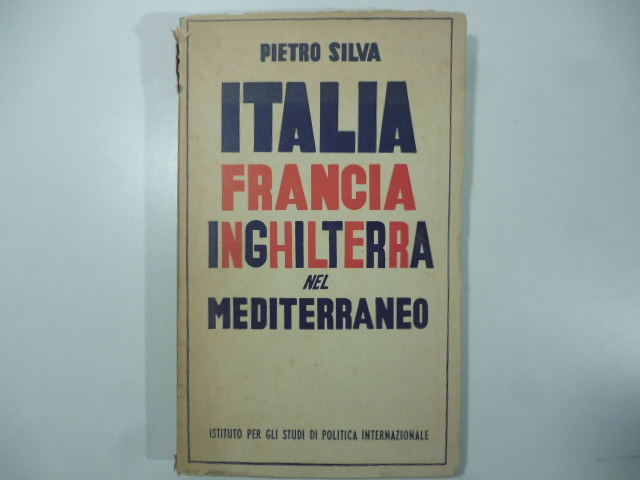 PIETRO SILVA
ITALIA
FRANCIA
INGHILTERRA
NEL
MEDITERRANEO
ISTITUTO PER GLI STUDI DI POLITICA INTERNAZIONALE